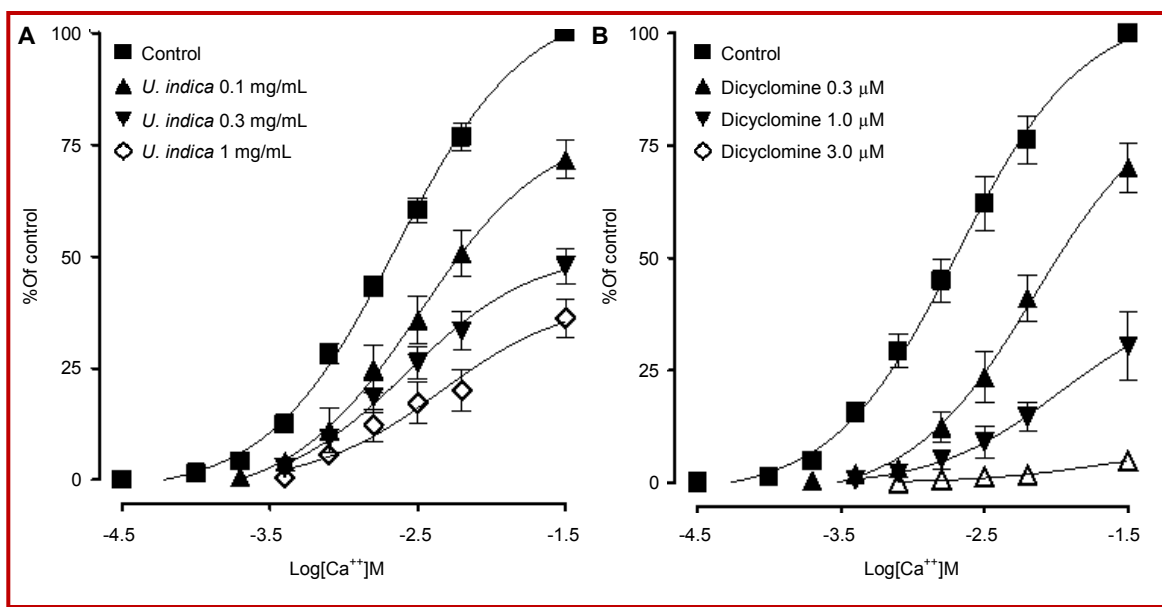 A
100
75
50
25
0
%Of control
Control
U. indica 0.1 mg/mL
U. indica 0.3 mg/mL
U. indica 1 mg/mL
-4.5 -3.5 -2.5 -1.5
Log[Ca⁺⁺]M
B
100
75
50
25
0
%Of control
Control
Dicyclomine 0.3 μM
Dicyclomine 1.0 μM
Dicyclomine 3.0 μM
-4.5 -3.5 -2.5 -1.5
Log[Ca⁺⁺]M